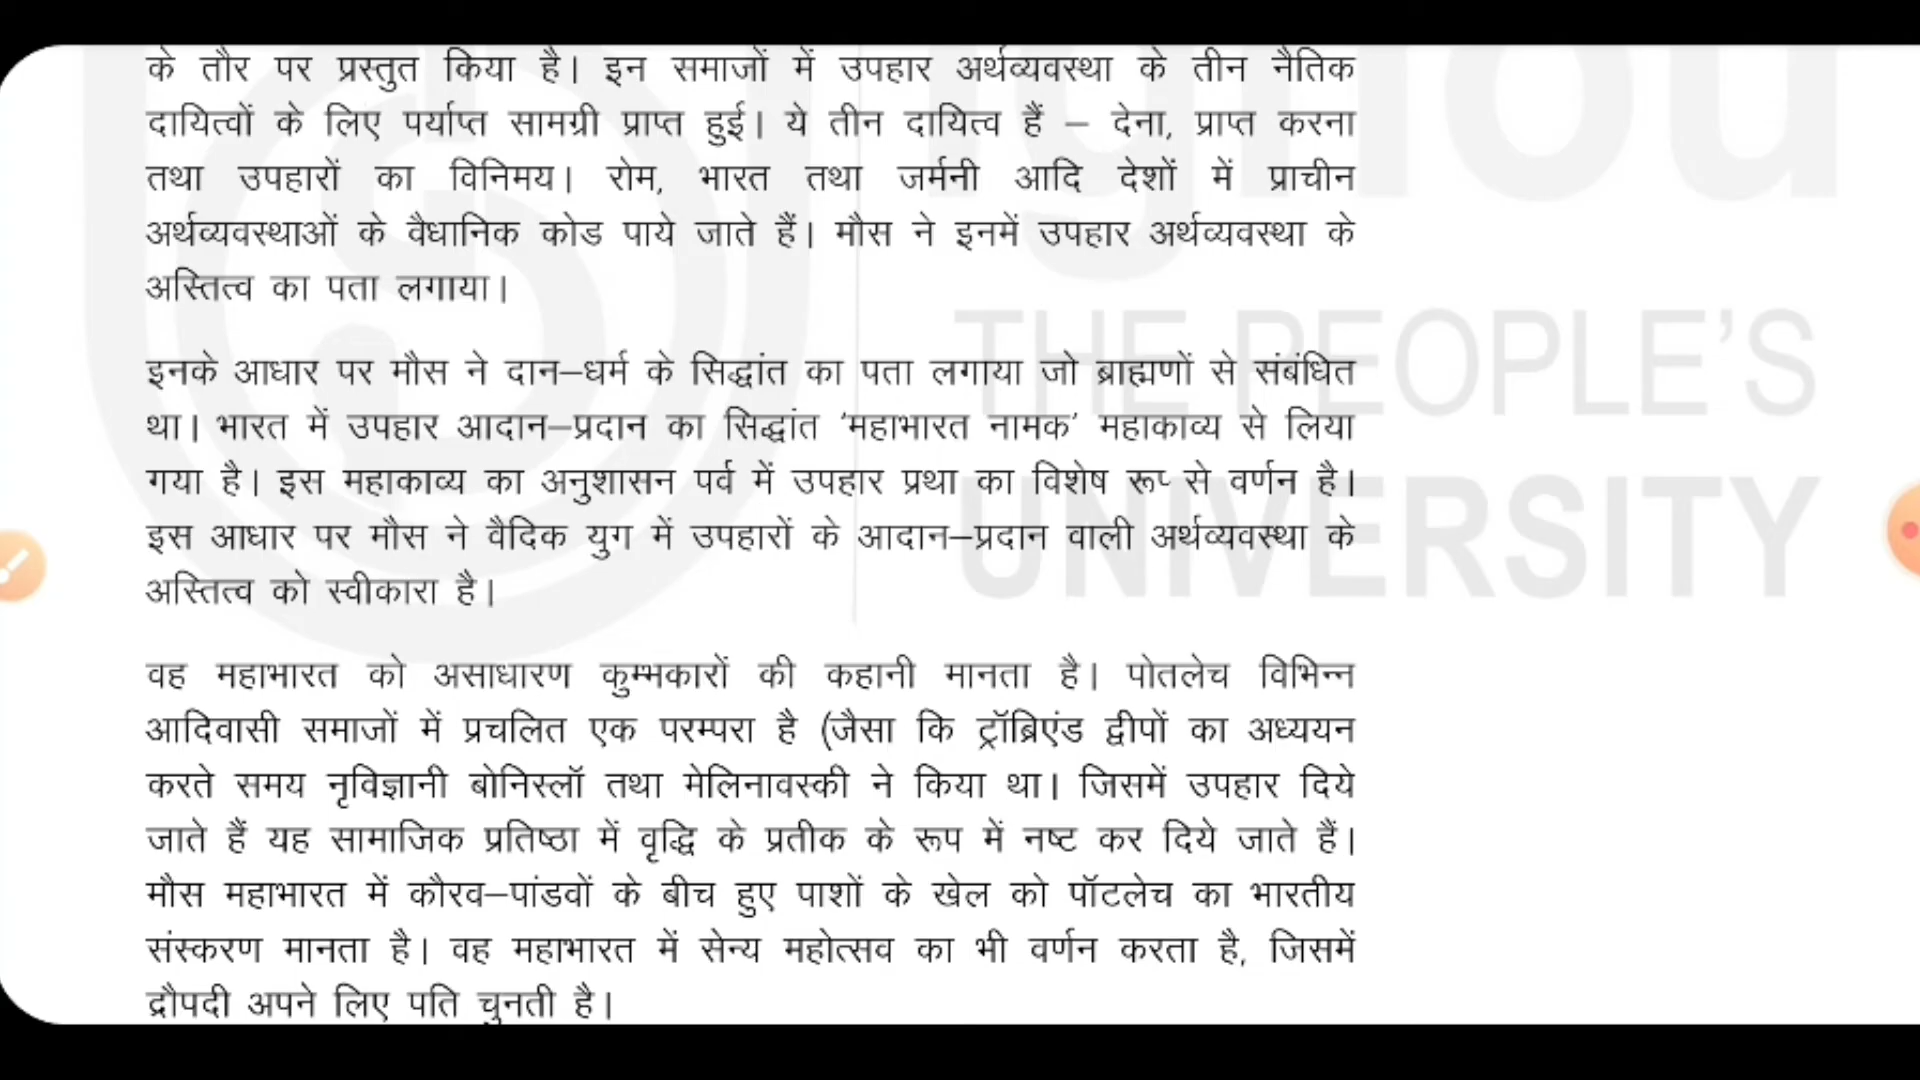 के तौर पर प्रस्तुत किया है। इन समाजों में उपहार अर्थव्यवस्था के तीन नैतिक
दायित्वों के लिए पर्याप्त सामग्री प्राप्त हुई। ये तीन दायित्व हैं – देना, प्राप्त करना
तथा उपहारों का विनिमय। रोम, भारत तथा जर्मनी आदि देशों में प्राचीन
अर्थव्यवस्थाओं के वैधानिक कोड पाये जाते हैं। मौस ने इनमें उपहार अर्थव्यवस्था के
अस्तित्व का पता लगाया।
इनके आधार पर मौस ने दान–धर्म के सिद्धांत का पता लगाया जो ब्राह्मणों से संबंधित
था। भारत में उपहार आदान–प्रदान का सिद्धांत 'महाभारत नामक' महाकाव्य से लिया
गया है। इस महाकाव्य का अनुशासन पर्व में उपहार प्रथा का विशेष रूप से वर्णन है।
इस आधार पर मौस ने वैदिक युग में उपहारों के आदान–प्रदान वाली अर्थव्यवस्था के
अस्तित्व को स्वीकारा है।
वह महाभारत को असाधारण कुम्भकारों की कहानी मानता है। पोतलेच विभिन्न
आदिवासी समाजों में प्रचलित एक परम्परा है (जैसा कि ट्रॉब्रिएंड द्वीपों का अध्ययन
करते समय नृविज्ञानी बोनिस्लॉ तथा मेलिनावस्की ने किया था। जिसमें उपहार दिये
जाते हैं यह सामाजिक प्रतिष्ठा में वृद्धि के प्रतीक के रूप में नष्ट कर दिये जाते हैं।
मौस महाभारत में कौरव–पांडवों के बीच हुए पाशों के खेल को पॉटलेच का भारतीय
संस्करण मानता है। वह महाभारत में सेन्य महोत्सव का भी वर्णन करता है, जिसमें
द्रौपदी अपने लिए पति चुनती है।
ignou
THE PEOPLE'S
UNIVERSITY